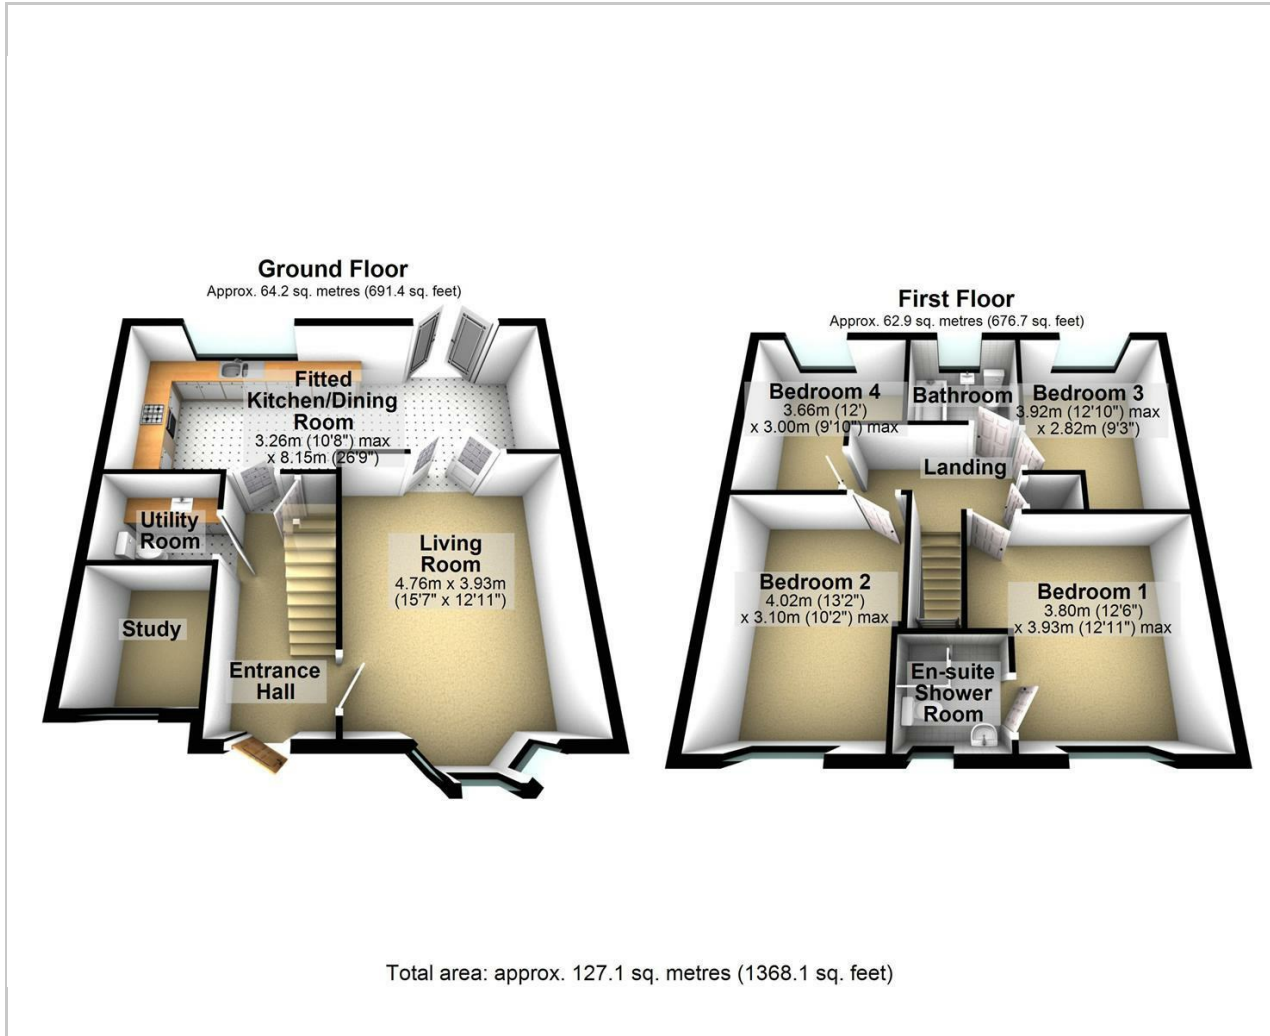 Ground Floor
Approx. 64.2 sq. metres (691.4 sq. feet)
Fitted
Kitchen/Dining
Room
3.26m (10'8") max
x 8.15m (26'9")
Utility
Room
Living
Room
4.76m x 3.93m
(15'7" x 12'11")
Study
Entrance
Hall
First Floor
Approx. 62.9 sq. metres (676.7 sq. feet)
Bedroom 4
3.66m (12')
x 3.00m (9'10") max
Bathroom
Bedroom 3
3.92m (12'10") max
x 2.82m (9'3")
Landing
Bedroom 2
4.02m (13'2")
x 3.10m (10'2") max
Bedroom 1
3.80m (12'6")
x 3.93m (12'11") max
En-suite
Shower
Room
Total area: approx. 127.1 sq. metres (1368.1 sq. feet)